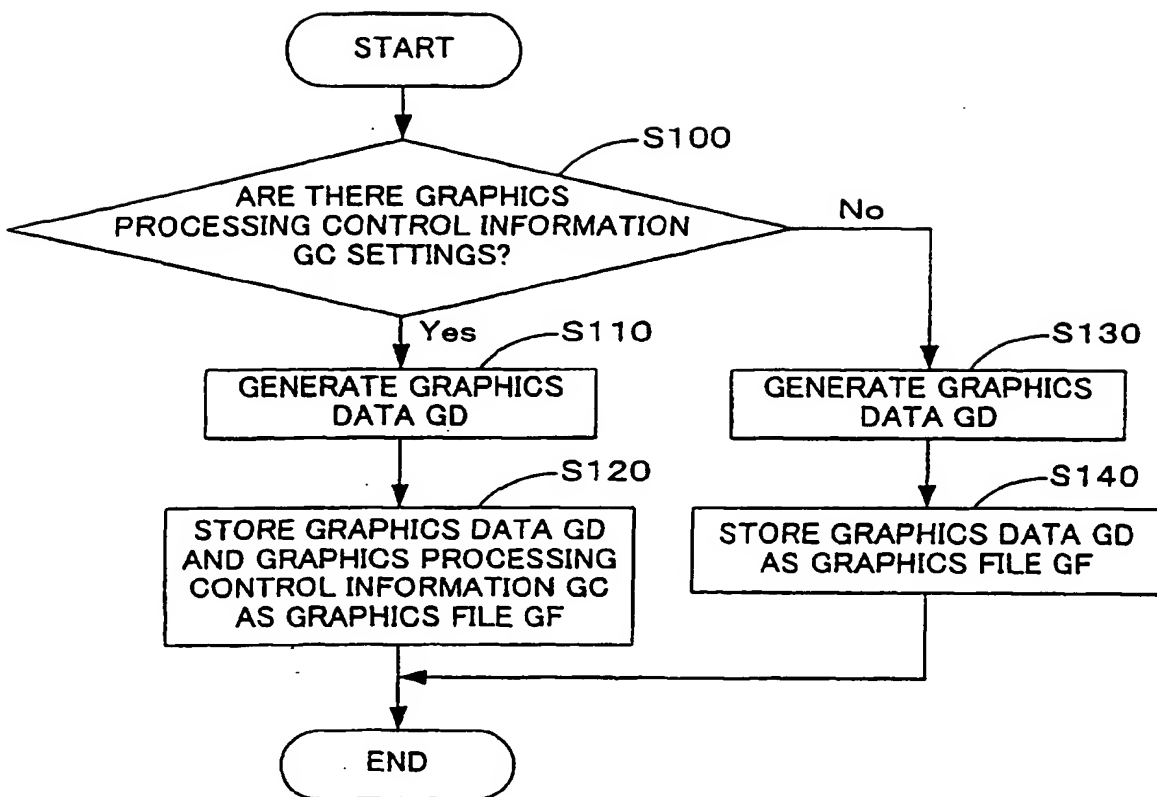 START
S100
ARE THERE GRAPHICS
PROCESSING CONTROL INFORMATION
GC SETTINGS?
No
Yes
S110
GENERATE GRAPHICS
DATA GD
S130
GENERATE GRAPHICS
DATA GD
S120
STORE GRAPHICS DATA GD
AND GRAPHICS PROCESSING
CONTROL INFORMATION GC
AS GRAPHICS FILE GF
S140
STORE GRAPHICS DATA GD
AS GRAPHICS FILE GF
END